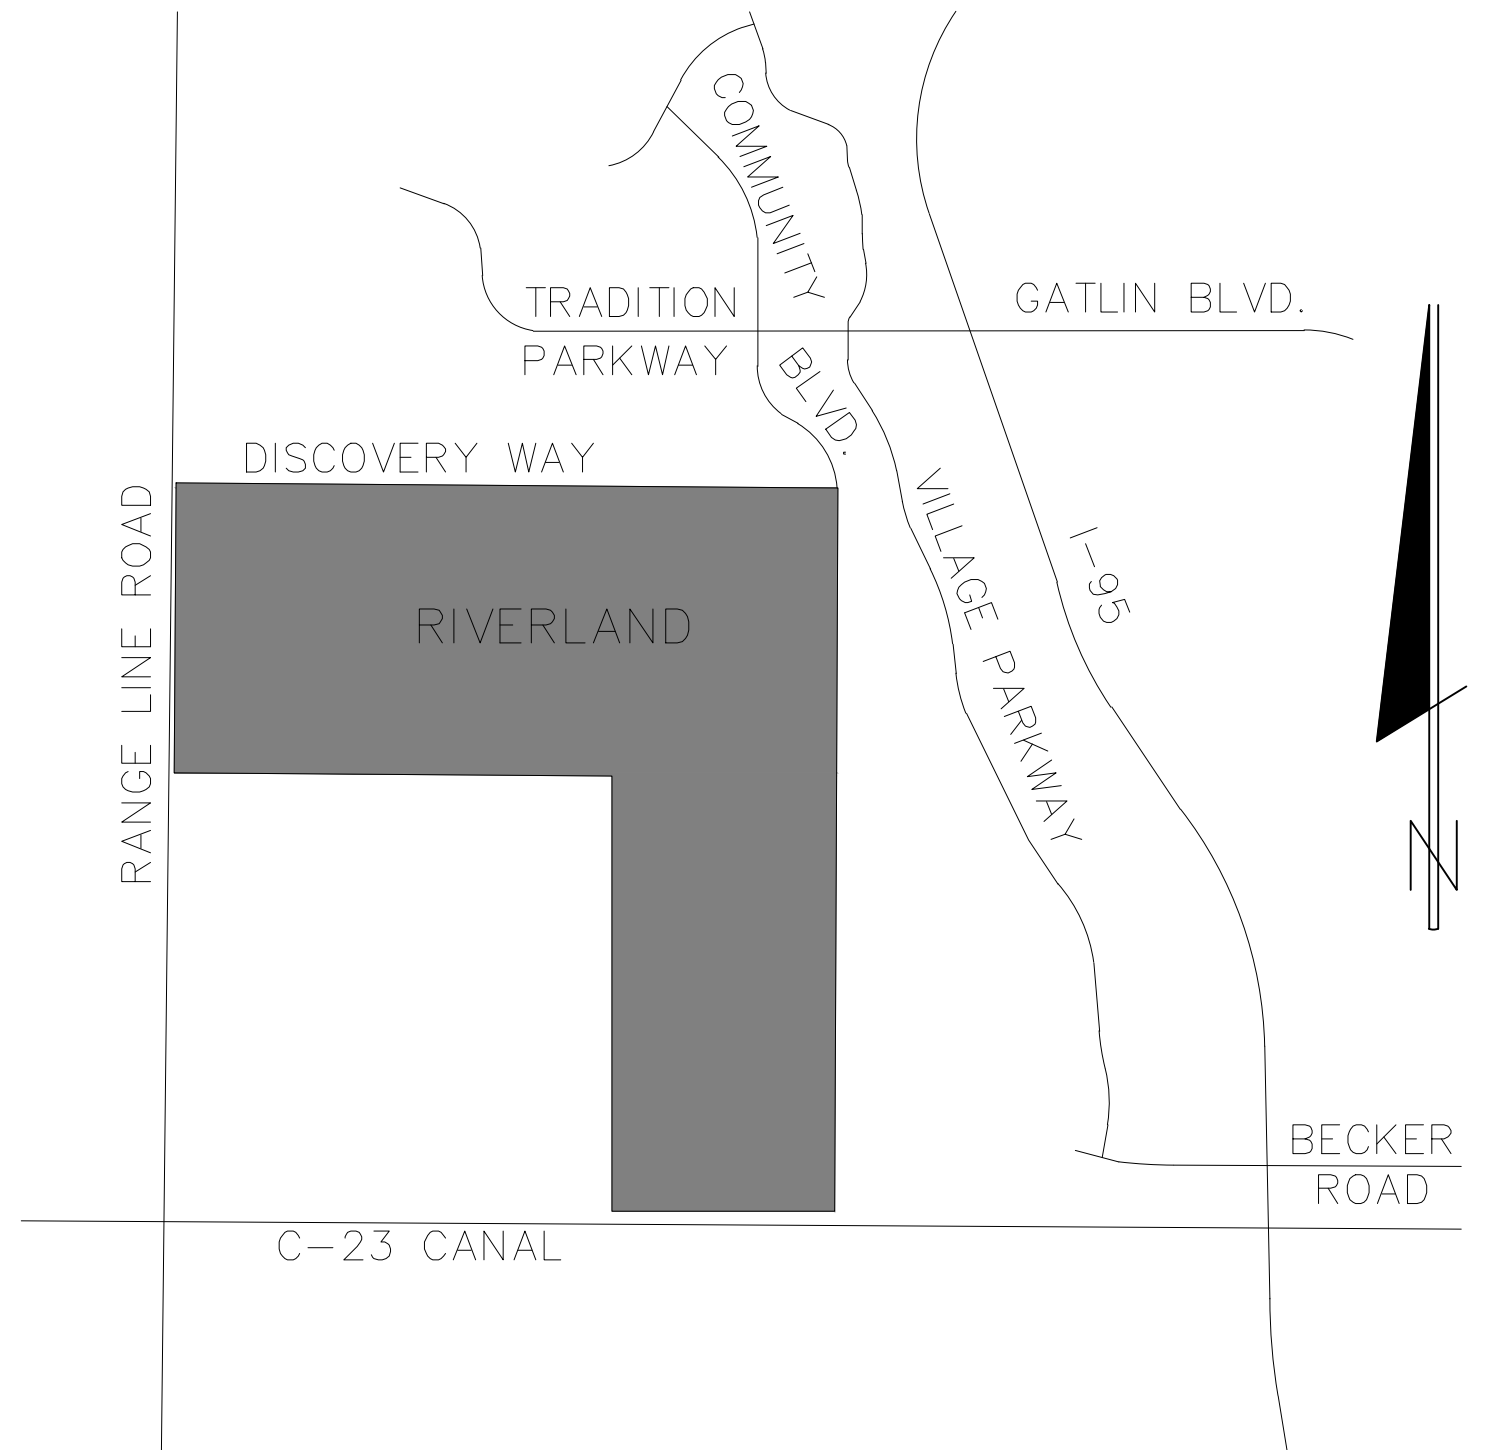 COMMUNITY BLVD.
TRADITION
PARKWAY
GATLIN BLVD.
DISCOVERY WAY
RANGE LINE ROAD
RIVERLAND
VILLAGE PARKWAY
I-95
N
BECKER
ROAD
C-23 CANAL